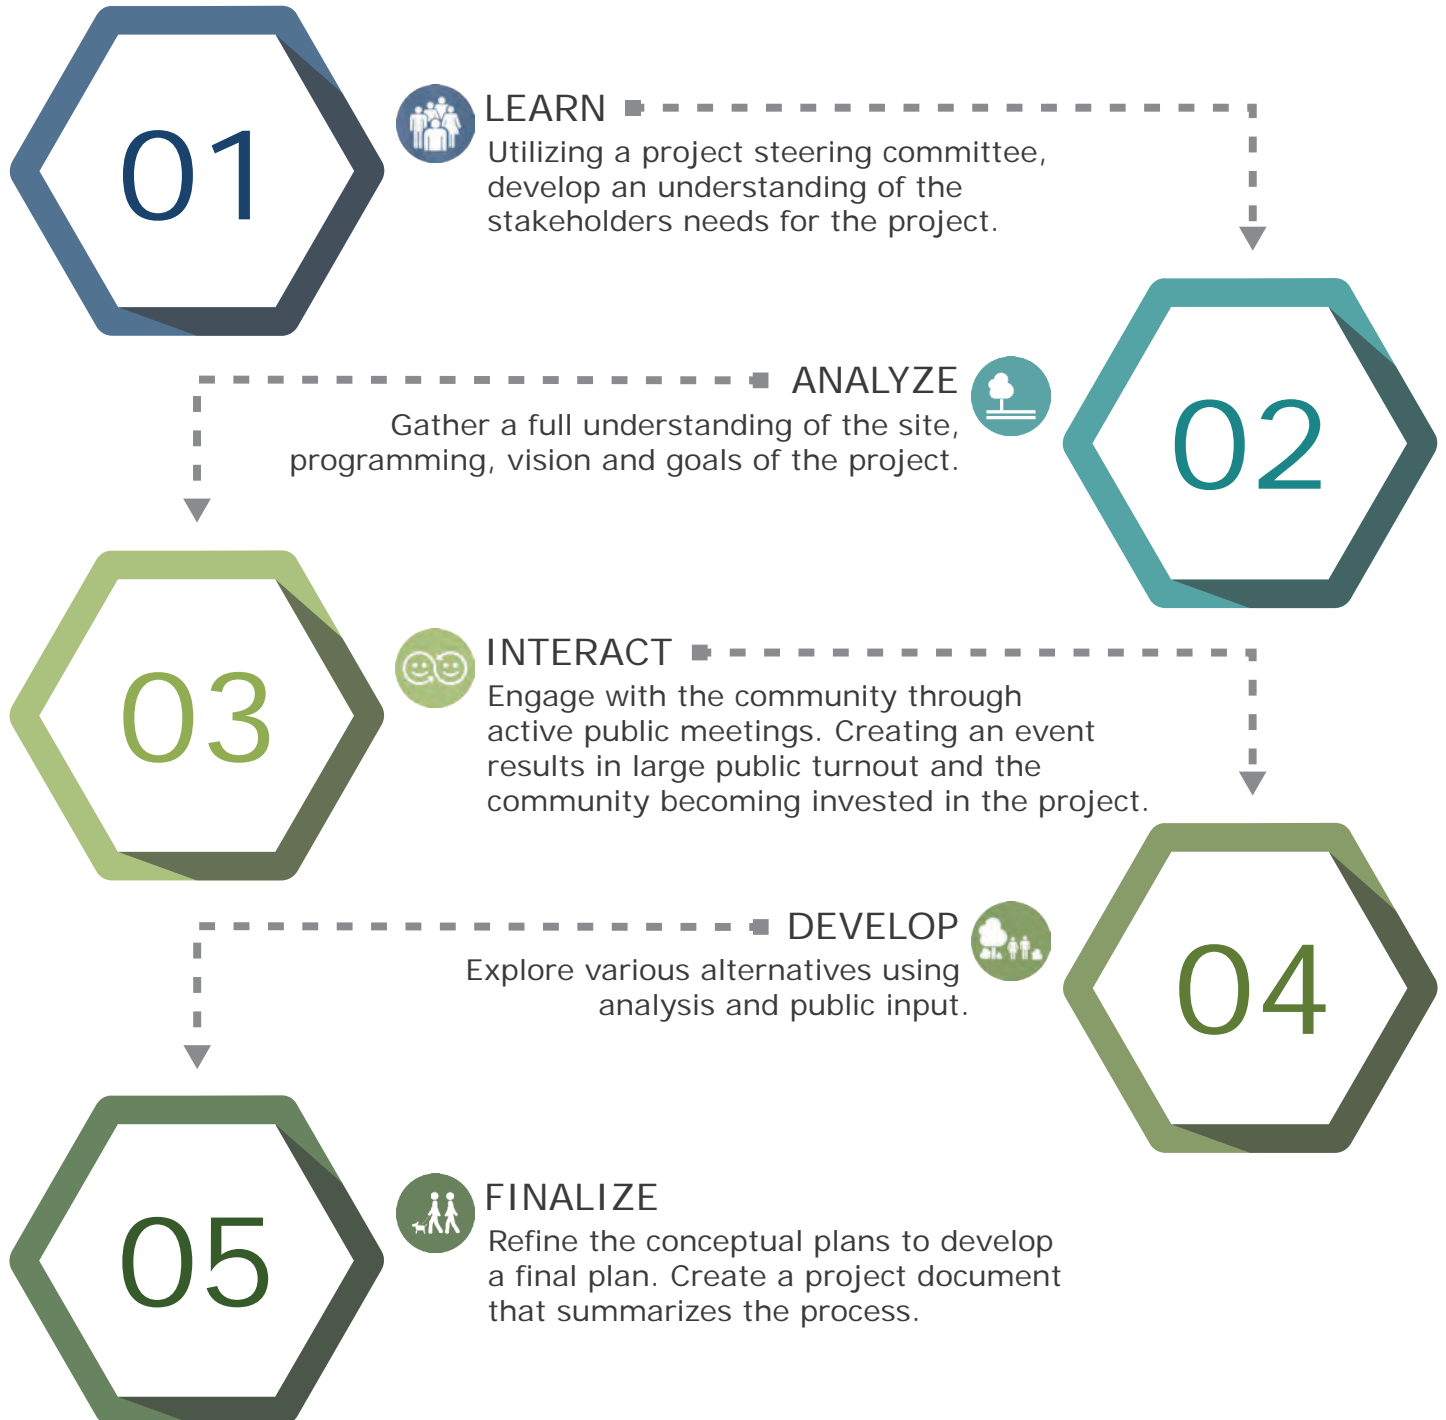 01
LEARN
Utilizing a project steering committee,
develop an understanding of the
stakeholders needs for the project.
ANALYZE
Gather a full understanding of the site,
programming, vision and goals of the project.
02
03
INTERACT
Engage with the community through
active public meetings. Creating an event
results in large public turnout and the
community becoming invested in the project.
DEVELOP
Explore various alternatives using
analysis and public input.
04
05
FINALIZE
Refine the conceptual plans to develop
a final plan. Create a project document
that summarizes the process.